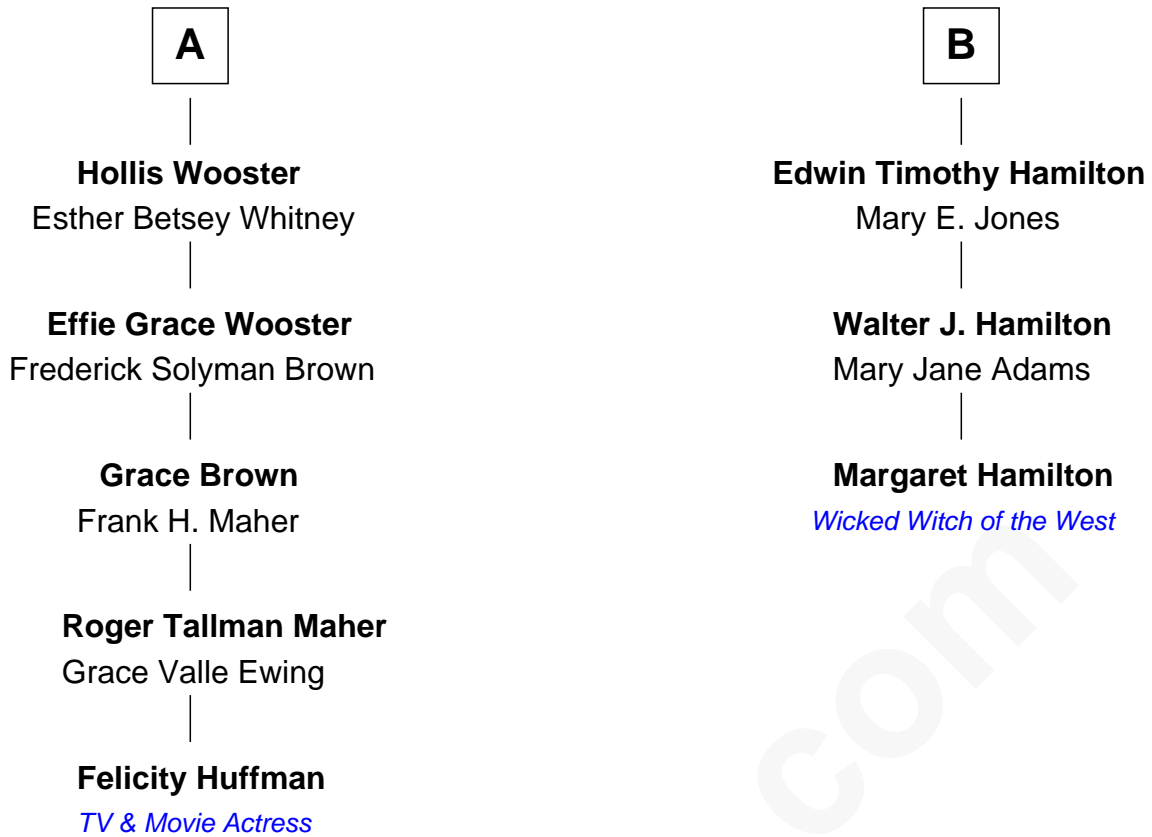 A
Hollis Wooster
Esther Betsey Whitney
Effie Grace Wooster
Frederick Solyman Brown
Grace Brown
Frank H. Maher
Roger Tallman Maher
Grace Valle Ewing
Felicity Huffman
TV & Movie Actress
B
Edwin Timothy Hamilton
Mary E. Jones
Walter J. Hamilton
Mary Jane Adams
Margaret Hamilton
Wicked Witch of the West
com